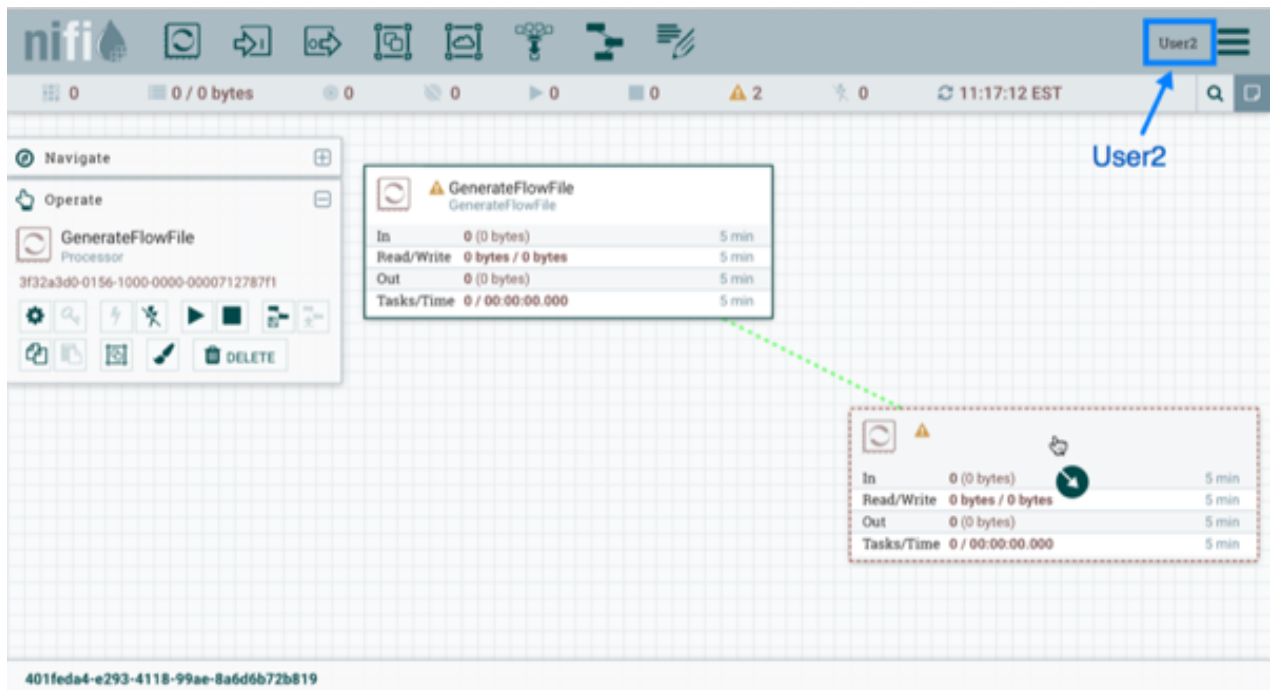 nifi
User2
0
0 / 0 bytes
0
0
0
0
2
0
11:17:12 EST
User2
Navigate
Operate
GenerateFlowFile
Processor
3f32a3d0-0156-1000-0000-0000712787f1
DELETE
GenerateFlowFile
GenerateFlowFile
In 0 (0 bytes) 5 min
Read/Write 0 bytes / 0 bytes 5 min
Out 0 (0 bytes) 5 min
Tasks/Time 0 / 00:00:00.000 5 min
In 0 (0 bytes) 5 min
Read/Write 0 bytes / 0 bytes 5 min
Out 0 (0 bytes) 5 min
Tasks/Time 0 / 00:00:00.000 5 min
401feda4-e293-4118-99ae-8a6d6b72b819